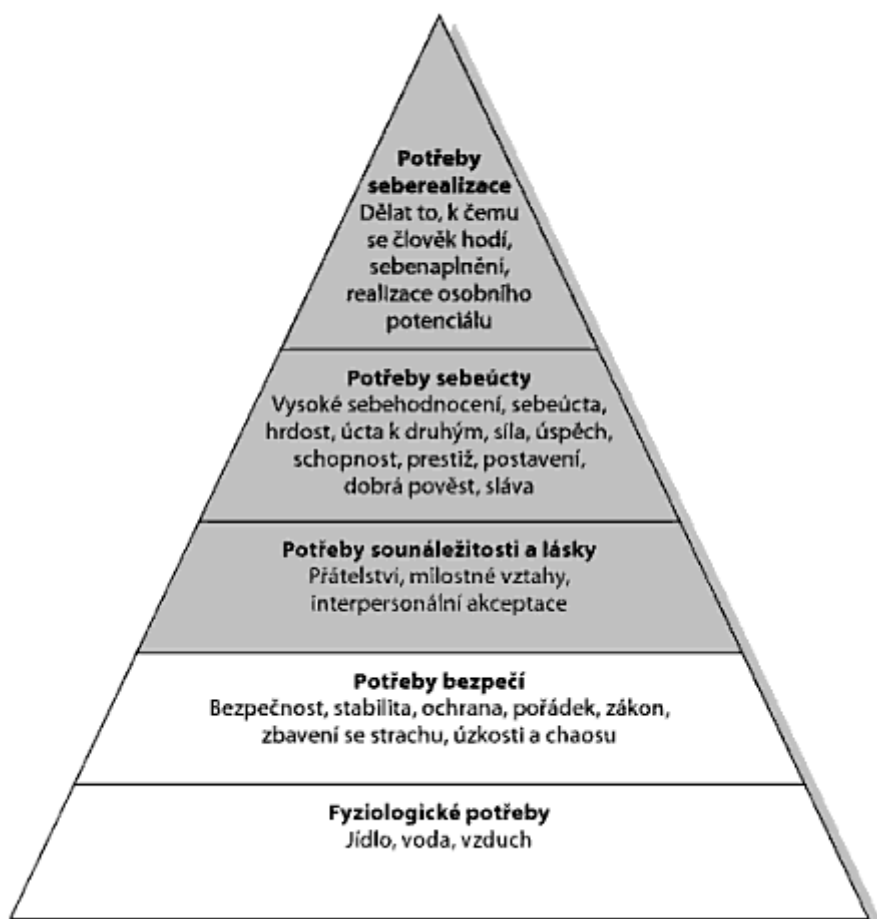 Potřeby
seberealizace
Dělat to, k čemu
se člověk hodí,
sebenaplnění,
realizace osobního
potenciálu
Potřeby sebeúcty
Vysoké sebehodnocení, sebeúcta,
hrdost, úcta k druhým, síla, úspěch,
schopnost, prestiž, postavení,
dobrá pověst, sláva
Potřeby sounáležitosti a lásky
Přátelství, milostné vztahy,
interpersonální akceptace
Potřeby bezpečí
Bezpečnost, stabilita, ochrana, pořádek, zákon,
zbavení se strachu, úzkosti a chaosu
Fyziologické potřeby
Jídlo, voda, vzduch